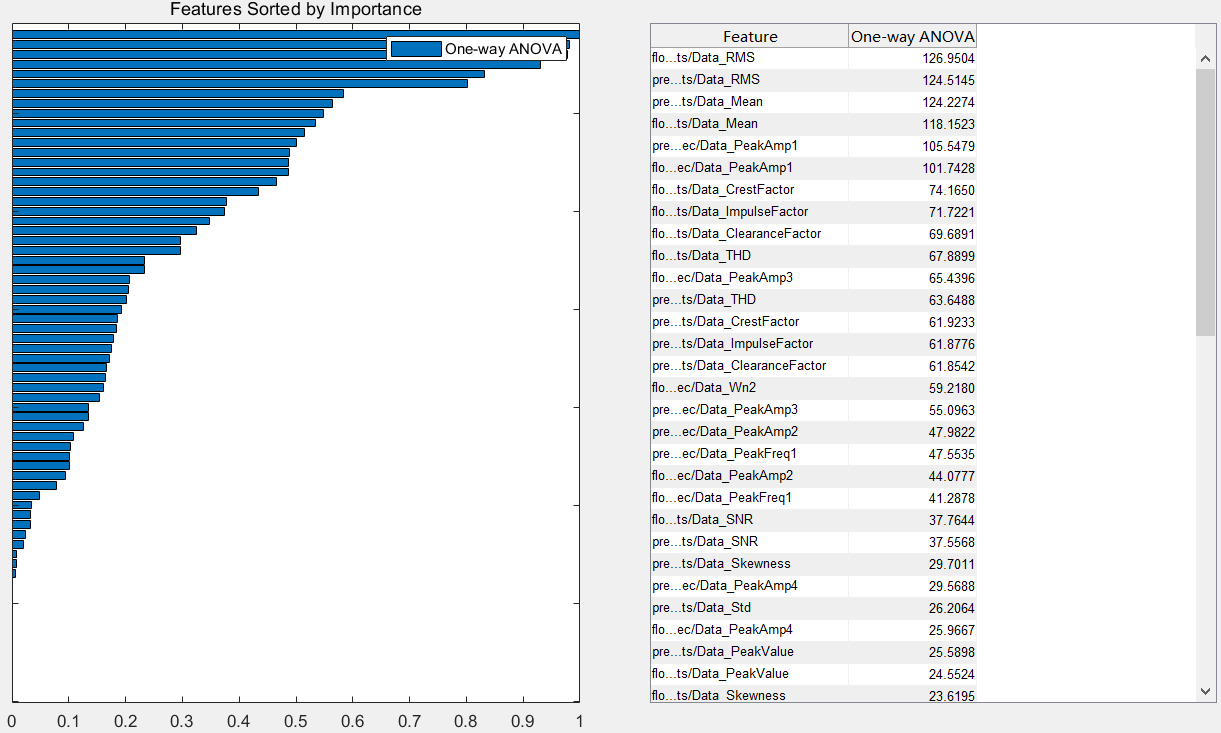 Features Sorted by Importance
One-way ANOVA
0 0.1 0.2 0.3 0.4 0.5 0.6 0.7 0.8 0.9 1
Feature One-way ANOVA
flo...ts/Data_RMS 126.9504
pre...ts/Data_RMS 124.5145
pre...ts/Data_Mean 124.2274
flo...ts/Data_Mean 118.1523
pre...ec/Data_PeakAmp1 105.5479
flo...ec/Data_PeakAmp1 101.7428
flo...ts/Data_CrestFactor 74.1650
flo...ts/Data_ImpulseFactor 71.7221
flo...ts/Data_ClearanceFactor 69.6891
flo...ts/Data_THD 67.8899
flo...ec/Data_PeakAmp3 65.4396
pre...ts/Data_THD 63.6488
pre...ts/Data_CrestFactor 61.9233
pre...ts/Data_ImpulseFactor 61.8776
pre...ts/Data_ClearanceFactor 61.8542
flo...ec/Data_Wn2 59.2180
pre...ec/Data_PeakAmp3 55.0963
pre...ec/Data_PeakAmp2 47.9822
pre...ec/Data_PeakFreq1 47.5535
flo...ec/Data_PeakAmp2 44.0777
flo...ec/Data_PeakFreq1 41.2878
flo...ts/Data_SNR 37.7644
pre...ts/Data_SNR 37.5568
pre...ts/Data_Skewness 29.7011
pre...ec/Data_PeakAmp4 29.5688
pre...ts/Data_Std 26.2064
flo...ec/Data_PeakAmp4 25.9667
pre...ts/Data_PeakValue 25.5898
flo...ts/Data_PeakValue 24.5524
flo...ts/Data_Skewness 23.6195